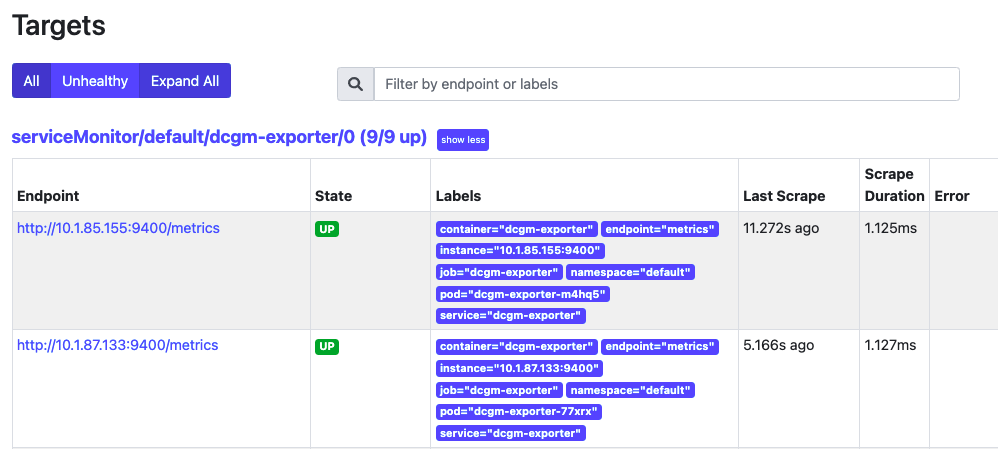 Targets
All Unhealthy Expand All Filter by endpoint or labels
serviceMonitor/default/dcgm-exporter/0 (9/9 up) show less
Endpoint State Labels Last Scrape Scrape Duration Error
http://10.1.85.155:9400/metrics UP container="dcgm-exporter" endpoint="metrics" 11.272s ago 1.125ms
instance="10.1.85.155:9400"
job="dcgm-exporter" namespace="default"
pod="dcgm-exporter-m4hq5"
service="dcgm-exporter"
http://10.1.87.133:9400/metrics UP container="dcgm-exporter" endpoint="metrics" 5.166s ago 1.127ms
instance="10.1.87.133:9400"
job="dcgm-exporter" namespace="default"
pod="dcgm-exporter-77xrx"
service="dcgm-exporter"